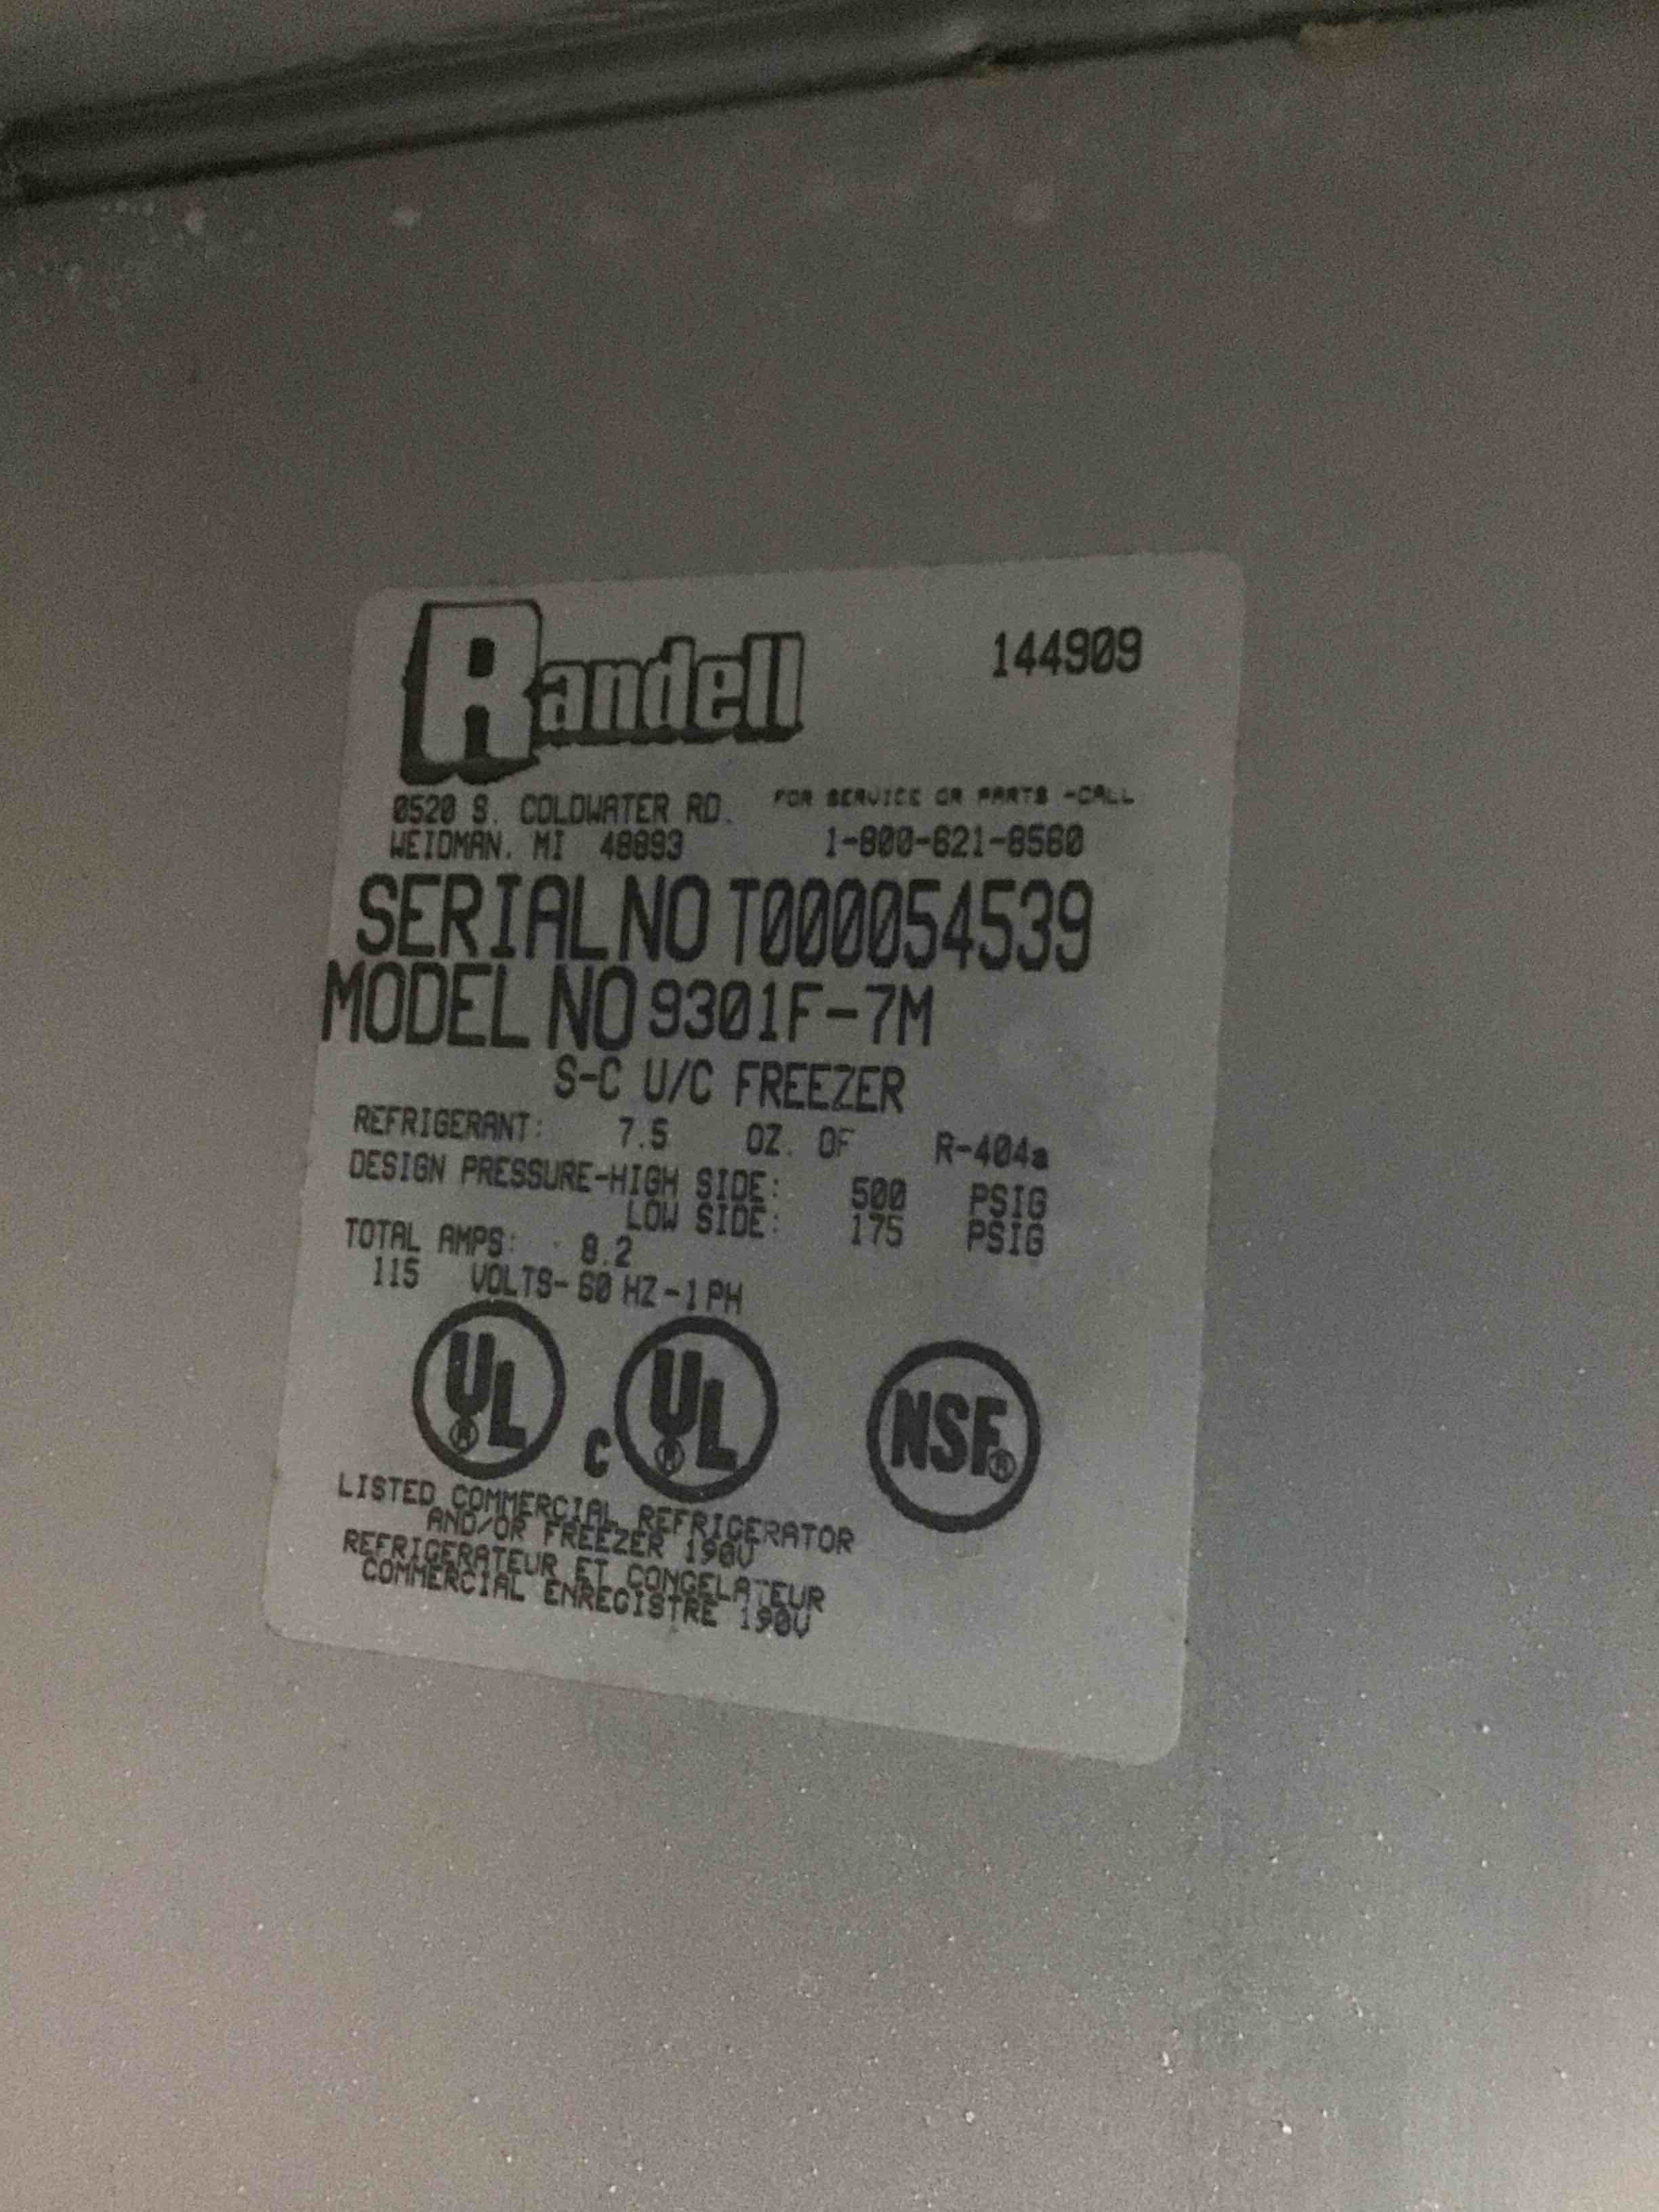 Randell 144909
0520 S. COLDWATER RD. FOR SERVICE OR PARTS -CALL
WEIDMAN, MI 48893 1-800-621-8560
SERIAL NO T000054539
MODEL NO 9301F-7M
S-C U/C FREEZER
REFRIGERANT: 7.5 OZ. OF R-404a
DESIGN PRESSURE-HIGH SIDE: 500 PSIG
LOW SIDE: 175 PSIG
TOTAL AMPS: 8.2
115 VOLTS- 60 HZ -1 PH
UL® C UL® NSF®
LISTED COMMERCIAL REFRIGERATOR
AND/OR FREEZER 190V
REFRIGERATEUR ET CONGELATEUR
COMMERCIAL ENREGISTRE 190V